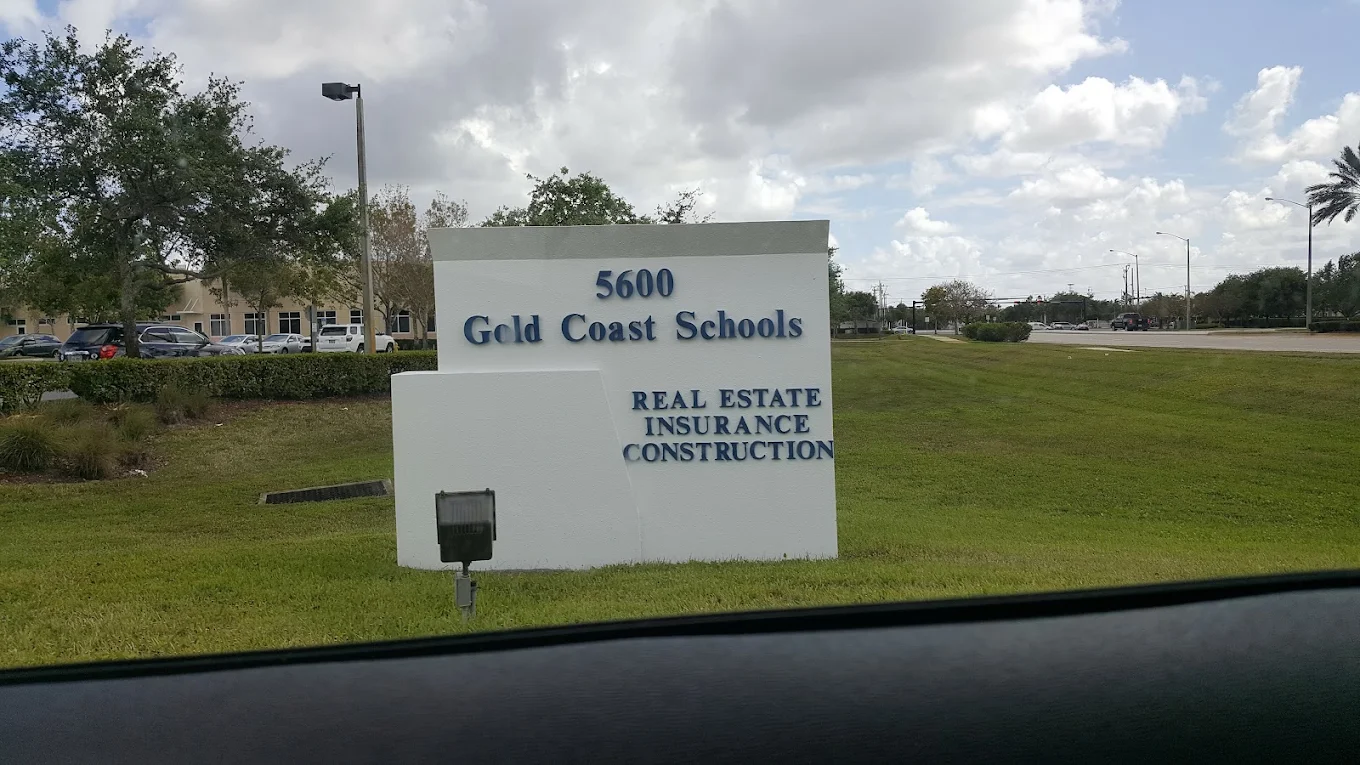 5600
Gold Coast Schools
REAL ESTATE
INSURANCE
CONSTRUCTION